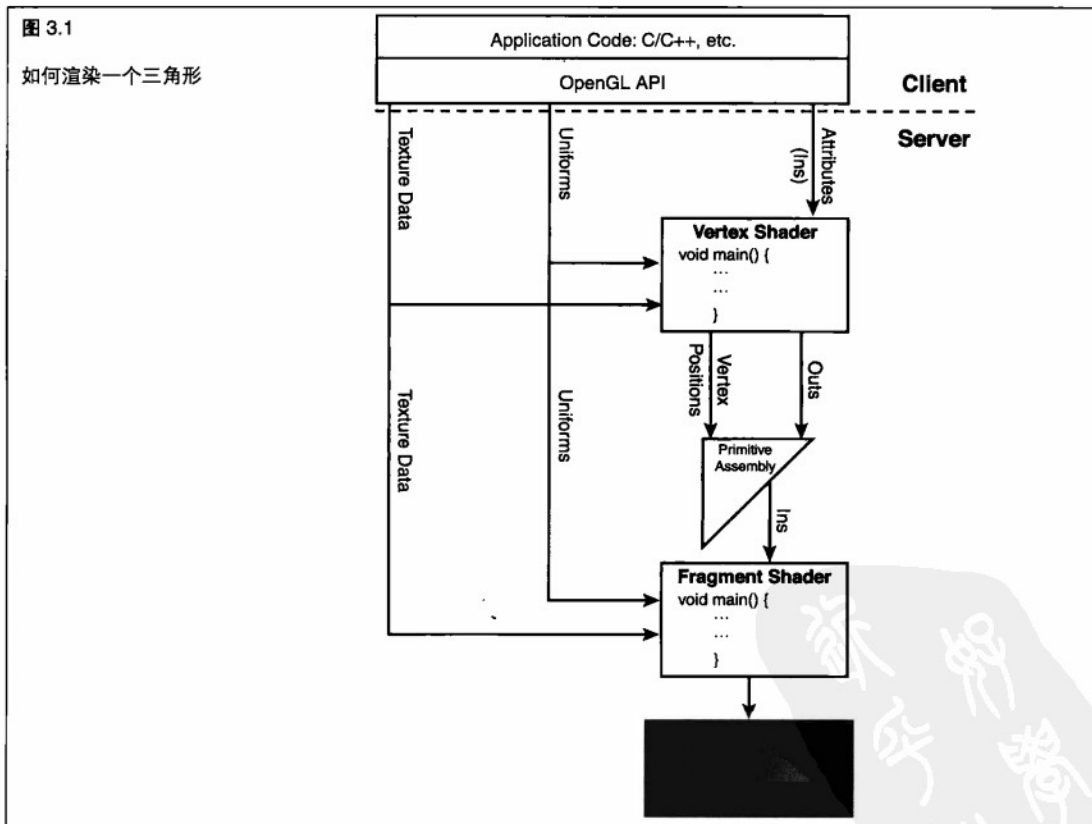 图 3.1
如何渲染一个三角形
Application Code: C/C++, etc.
OpenGL API
Client
Server
Texture Data
Uniforms
Attributes
(Ins)
Vertex Shader
void main() {
...
...
}
Texture Data
Uniforms
Vertex
Positions
Outs
Primitive
Assembly
Ins
Fragment Shader
void main() {
...
...
}